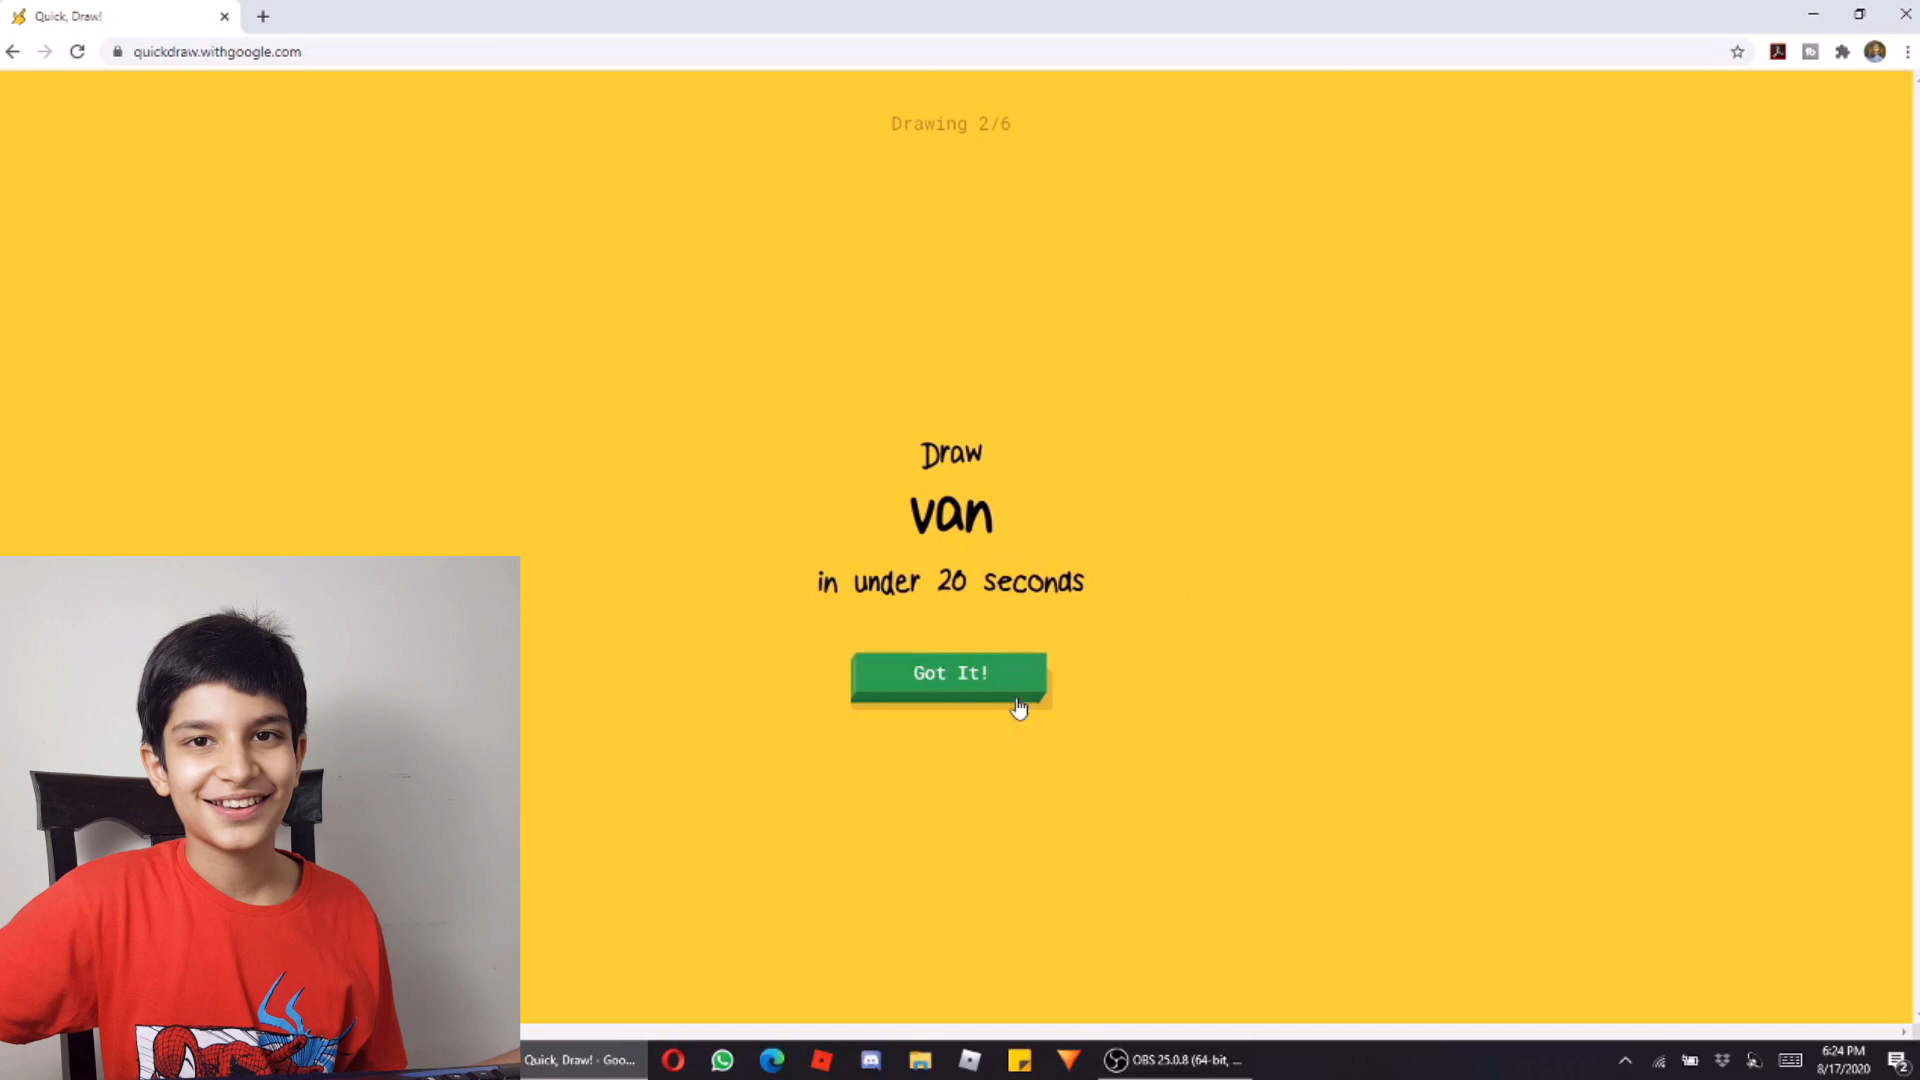 Quick, Draw!
quickdraw.withgoogle.com
Drawing 2/6
Draw
van
in under 20 seconds
Got It!
Quick, Draw! - Goo...
OBS 25.0.8 (64-bit, ...
6:24 PM
8/17/2020
2